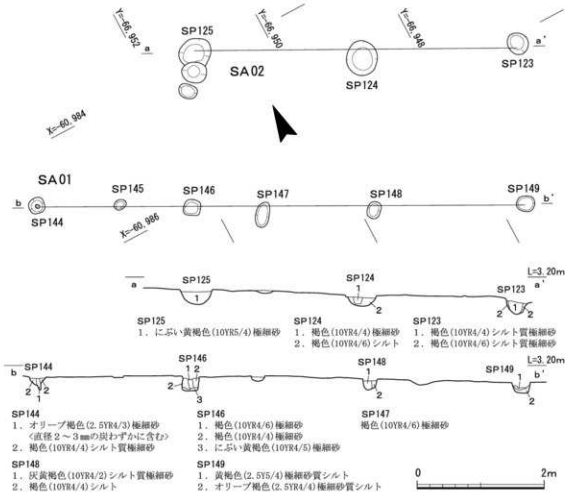 Y=-66,952
Y=-66,950
Y=-66,948
SP125
a
a'
SA02
SP124
SP123
X=-60,984
SA01
SP145
SP146
SP147
SP148
SP149
b
b'
SP144
X=-60,986
L=3.20m
a
SP125
SP124
SP123
a'
1
1
2
1
2
2
SP125
1. にぶい黄褐色(10YR5/4)極細砂
SP124
1. 褐色(10YR4/4)極細砂
2. 褐色(10YR4/6)シルト
SP123
1. 褐色(10YR4/4)シルト質極細砂
2. 褐色(10YR4/6)シルト質極細砂
L=3.20m
b
SP144
SP146
SP148
SP149
b'
2
2
1
1
2
2
3
1
2
1
2
SP144
1. オリーブ褐色(2.5YR4/3)極細砂
<直径2～3㎜の炭わずかに含む>
2. 褐色(10YR4/4)シルト質極細砂
SP146
1. 褐色(10YR4/6)極細砂
2. 褐色(10YR4/4)極細砂
3. にぶい黄褐色(10YR4/5)極細砂
SP147
褐色(10YR4/6)極細砂
SP148
1. 灰黄褐色(10YR4/2)シルト質極細砂
2. 褐色(10YR4/4)シルト
SP149
1. 黄褐色(2.5Y5/4)極細砂質シルト
2. オリーブ褐色(2.5YR4/4)極細砂質シルト
0
2m